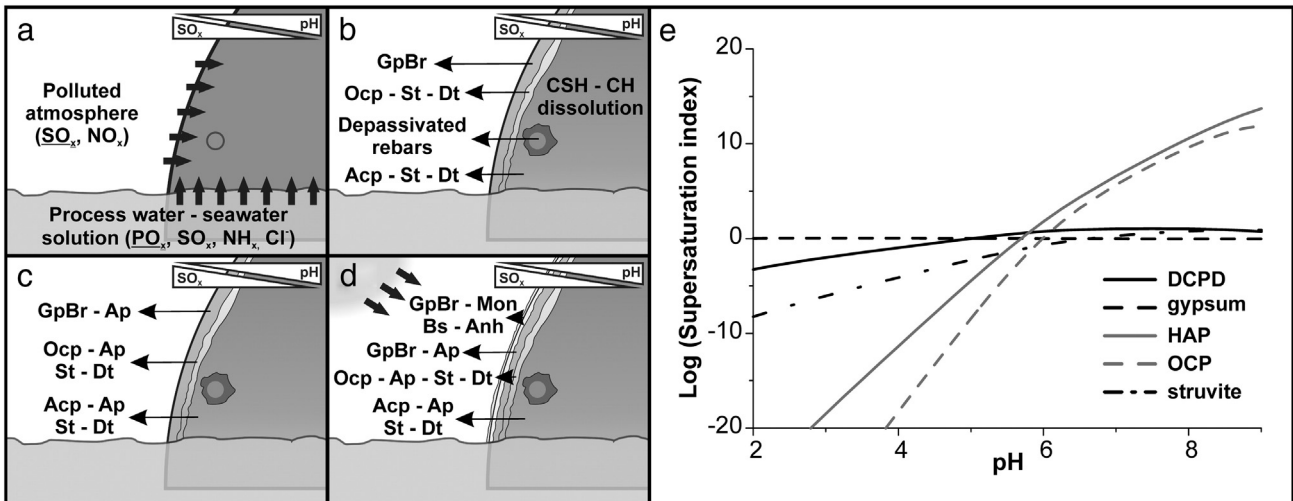 a
SOx
pH
Polluted
atmosphere
(SOx, NOx)
Process water - seawater
solution (POx, SOx, NHx, Cl-)
b
SOx
pH
GpBr
CSH - CH
dissolution
Ocp - St - Dt
Depassivated
rebars
Acp - St - Dt
c
SOx
pH
GpBr - Ap
Ocp - Ap
St - Dt
Acp - Ap
St - Dt
d
SOx
pH
GpBr - Mon
Bs - Anh
GpBr - Ap
Ocp - Ap - St - Dt
Acp - Ap
St - Dt
e
Log (Supersaturation index)
20
10
0
-10
-20
DCPD
gypsum
HAP
OCP
struvite
2 4 6 8
pH